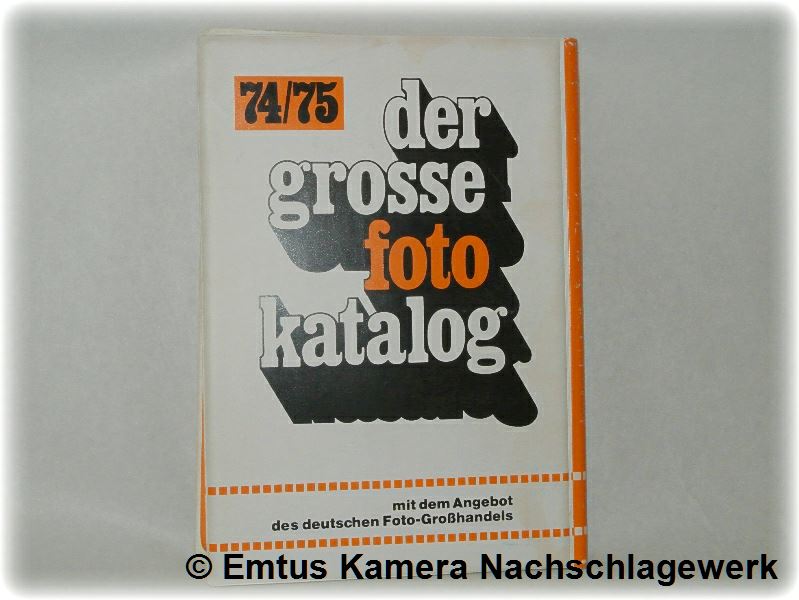 74/75
der
grosse
foto
katalog
mit dem Angebot
des deutschen Foto-Großhandels
© Emtus Kamera Nachschlagewerk